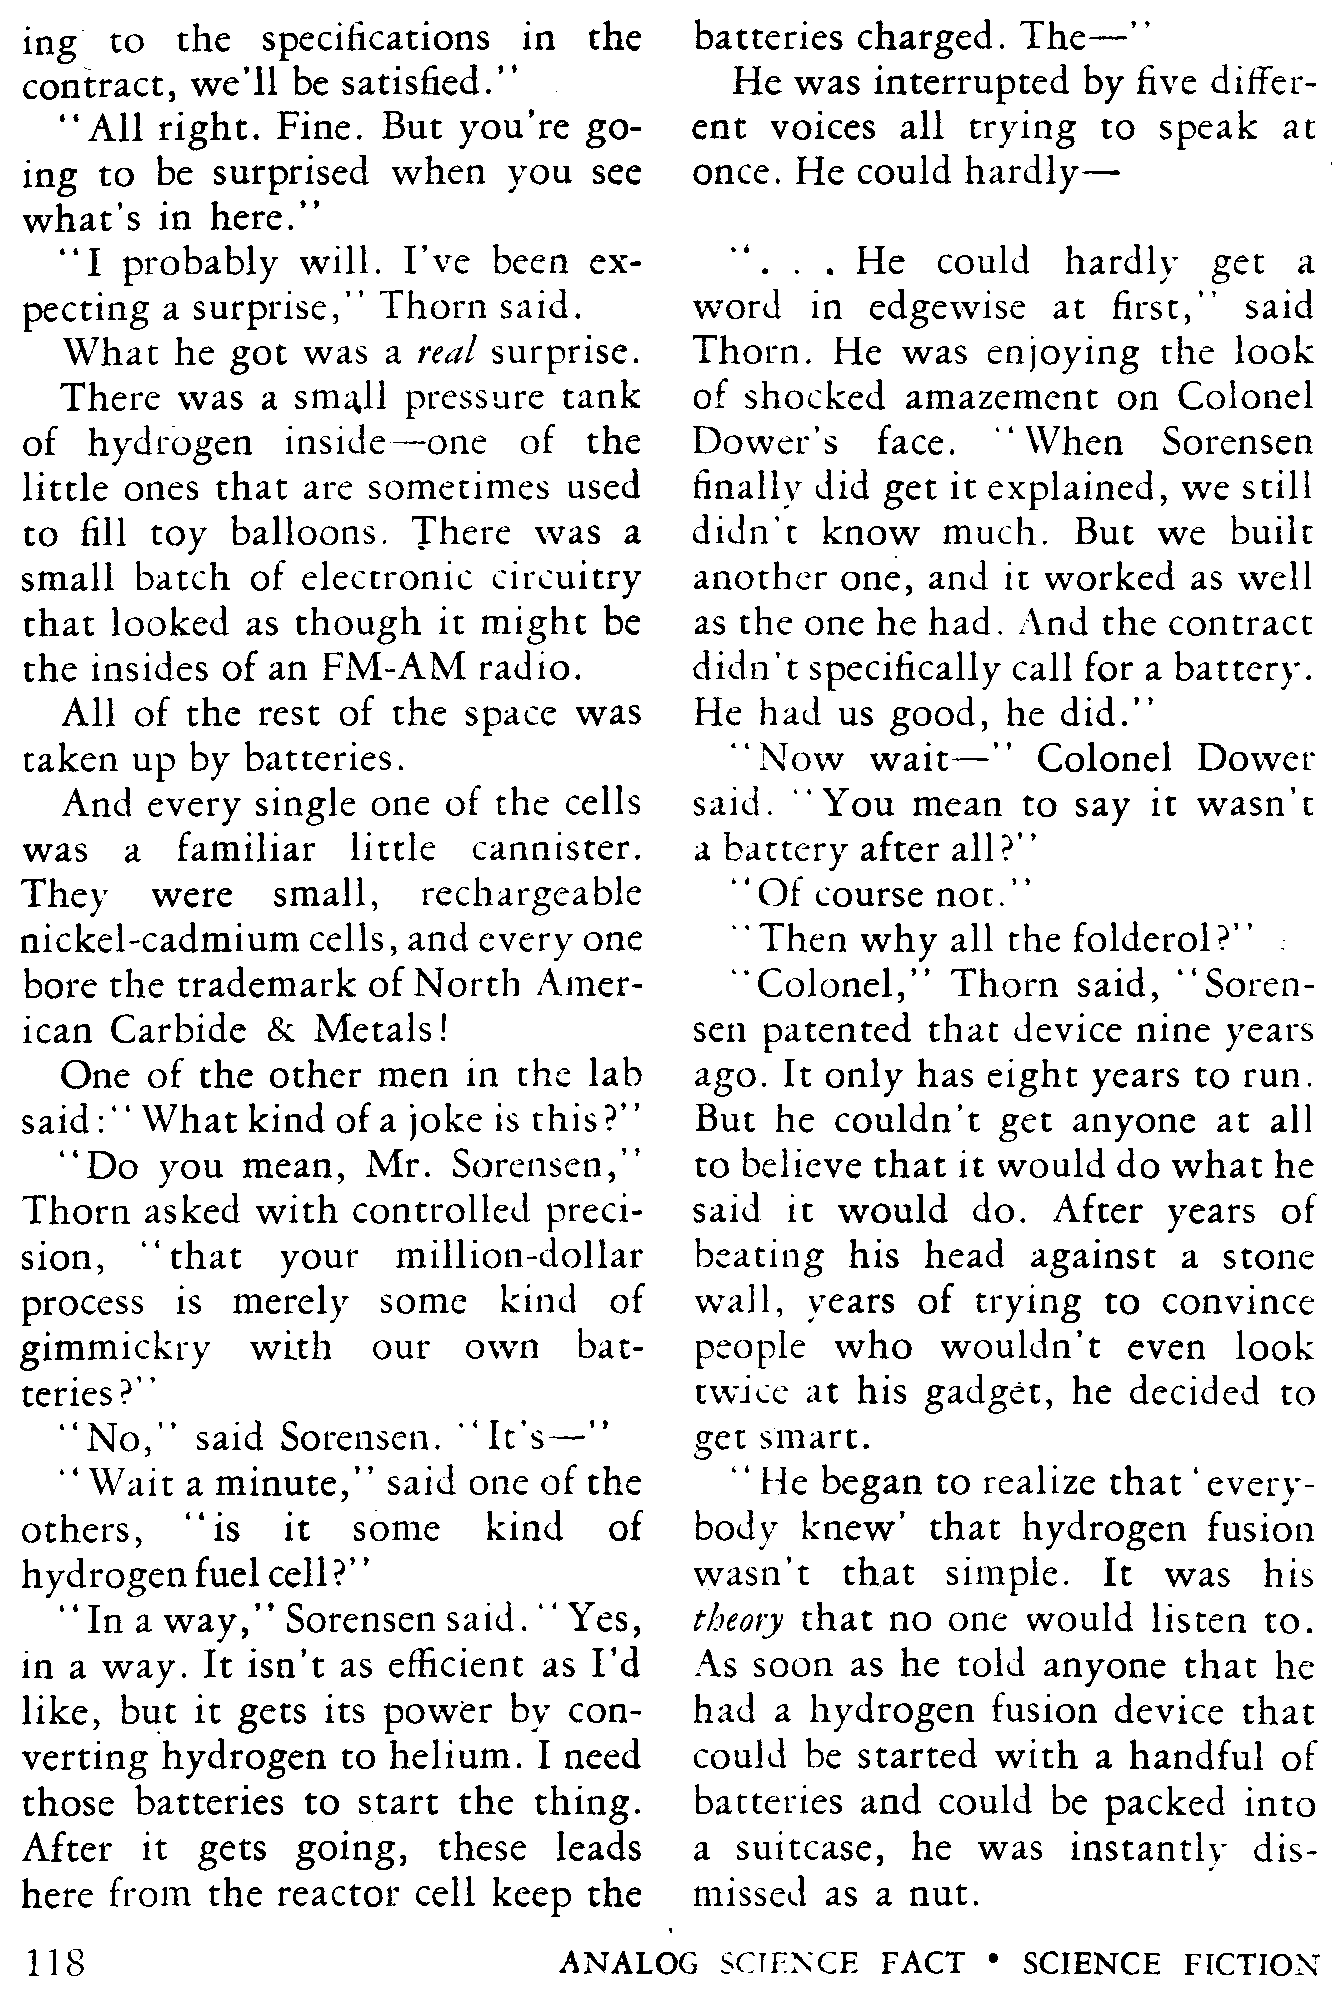 ing to the specifications in the
contract, we'll be satisfied."
"All right. Fine. But you're go-
ing to be surprised when you see
what's in here."
"I probably will. I've been ex-
pecting a surprise," Thorn said.
What he got was a real surprise.
There was a small pressure tank
of hydrogen inside—one of the
little ones that are sometimes used
to fill toy balloons. There was a
small batch of electronic circuitry
that looked as though it might be
the insides of an FM-AM radio.
All of the rest of the space was
taken up by batteries.
And every single one of the cells
was a familiar little cannister.
They were small, rechargeable
nickel-cadmium cells, and every one
bore the trademark of North Amer-
ican Carbide & Metals!
One of the other men in the lab
said: "What kind of a joke is this?"
"Do you mean, Mr. Sorensen,"
Thorn asked with controlled preci-
sion, "that your million-dollar
process is merely some kind of
gimmickry with our own bat-
teries?"
"No," said Sorensen. "It's—"
"Wait a minute," said one of the
others, "is it some kind of
hydrogen fuel cell?"
"In a way," Sorensen said. "Yes,
in a way. It isn't as efficient as I'd
like, but it gets its power by con-
verting hydrogen to helium. I need
those batteries to start the thing.
After it gets going, these leads
here from the reactor cell keep the
batteries charged. The—"
He was interrupted by five differ-
ent voices all trying to speak at
once. He could hardly—
". . . He could hardly get a
word in edgewise at first," said
Thorn. He was enjoying the look
of shocked amazement on Colonel
Dower's face. "When Sorensen
finally did get it explained, we still
didn't know much. But we built
another one, and it worked as well
as the one he had. And the contract
didn't specifically call for a battery.
He had us good, he did."
"Now wait—" Colonel Dower
said. "You mean to say it wasn't
a battery after all?"
"Of course not."
"Then why all the folderol?"
"Colonel," Thorn said, "Soren-
sen patented that device nine years
ago. It only has eight years to run.
But he couldn't get anyone at all
to believe that it would do what he
said it would do. After years of
beating his head against a stone
wall, years of trying to convince
people who wouldn't even look
twice at his gadget, he decided to
get smart.
"He began to realize that 'every-
body knew' that hydrogen fusion
wasn't that simple. It was his
theory that no one would listen to.
As soon as he told anyone that he
had a hydrogen fusion device that
could be started with a handful of
batteries and could be packed into
a suitcase, he was instantly dis-
missed as a nut.
118
ANALOG SCIENCE FACT • SCIENCE FICTION